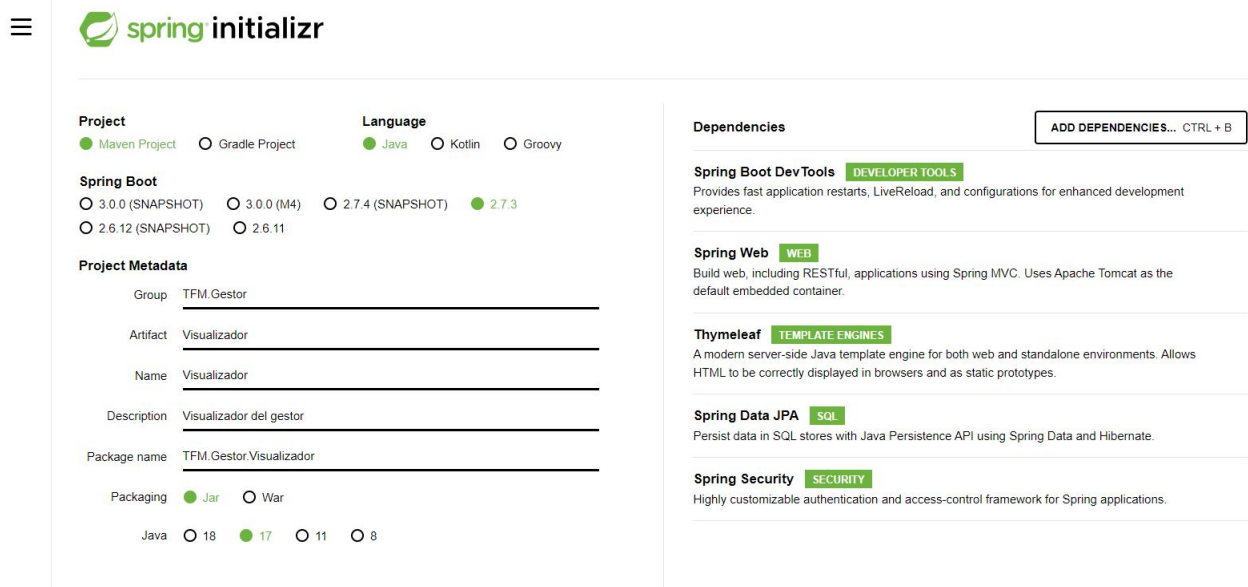 spring initializr
Project
Maven Project Gradle Project
Language
Java Kotlin Groovy
Spring Boot
3.0.0 (SNAPSHOT) 3.0.0 (M4) 2.7.4 (SNAPSHOT) 2.7.3
2.6.12 (SNAPSHOT) 2.6.11
Project Metadata
Group TFM.Gestor
Artifact Visualizador
Name Visualizador
Description Visualizador del gestor
Package name TFM.Gestor.Visualizador
Packaging Jar War
Java 18 17 11 8
Dependencies
ADD DEPENDENCIES... CTRL + B
Spring Boot DevTools DEVELOPER TOOLS
Provides fast application restarts, LiveReload, and configurations for enhanced development
experience.
Spring Web WEB
Build web, including RESTful, applications using Spring MVC. Uses Apache Tomcat as the
default embedded container.
Thymeleaf TEMPLATE ENGINES
A modern server-side Java template engine for both web and standalone environments. Allows
HTML to be correctly displayed in browsers and as static prototypes.
Spring Data JPA SQL
Persist data in SQL stores with Java Persistence API using Spring Data and Hibernate.
Spring Security SECURITY
Highly customizable authentication and access-control framework for Spring applications.